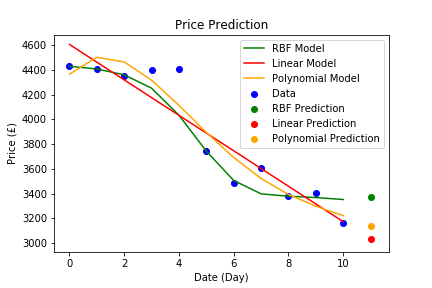 Price Prediction
RBF Model
Linear Model
Polynomial Model
Data
RBF Prediction
Linear Prediction
Polynomial Prediction
Price (£)
4600
4400
4200
4000
3800
3600
3400
3200
3000
0 2 4 6 8 10
Date (Day)